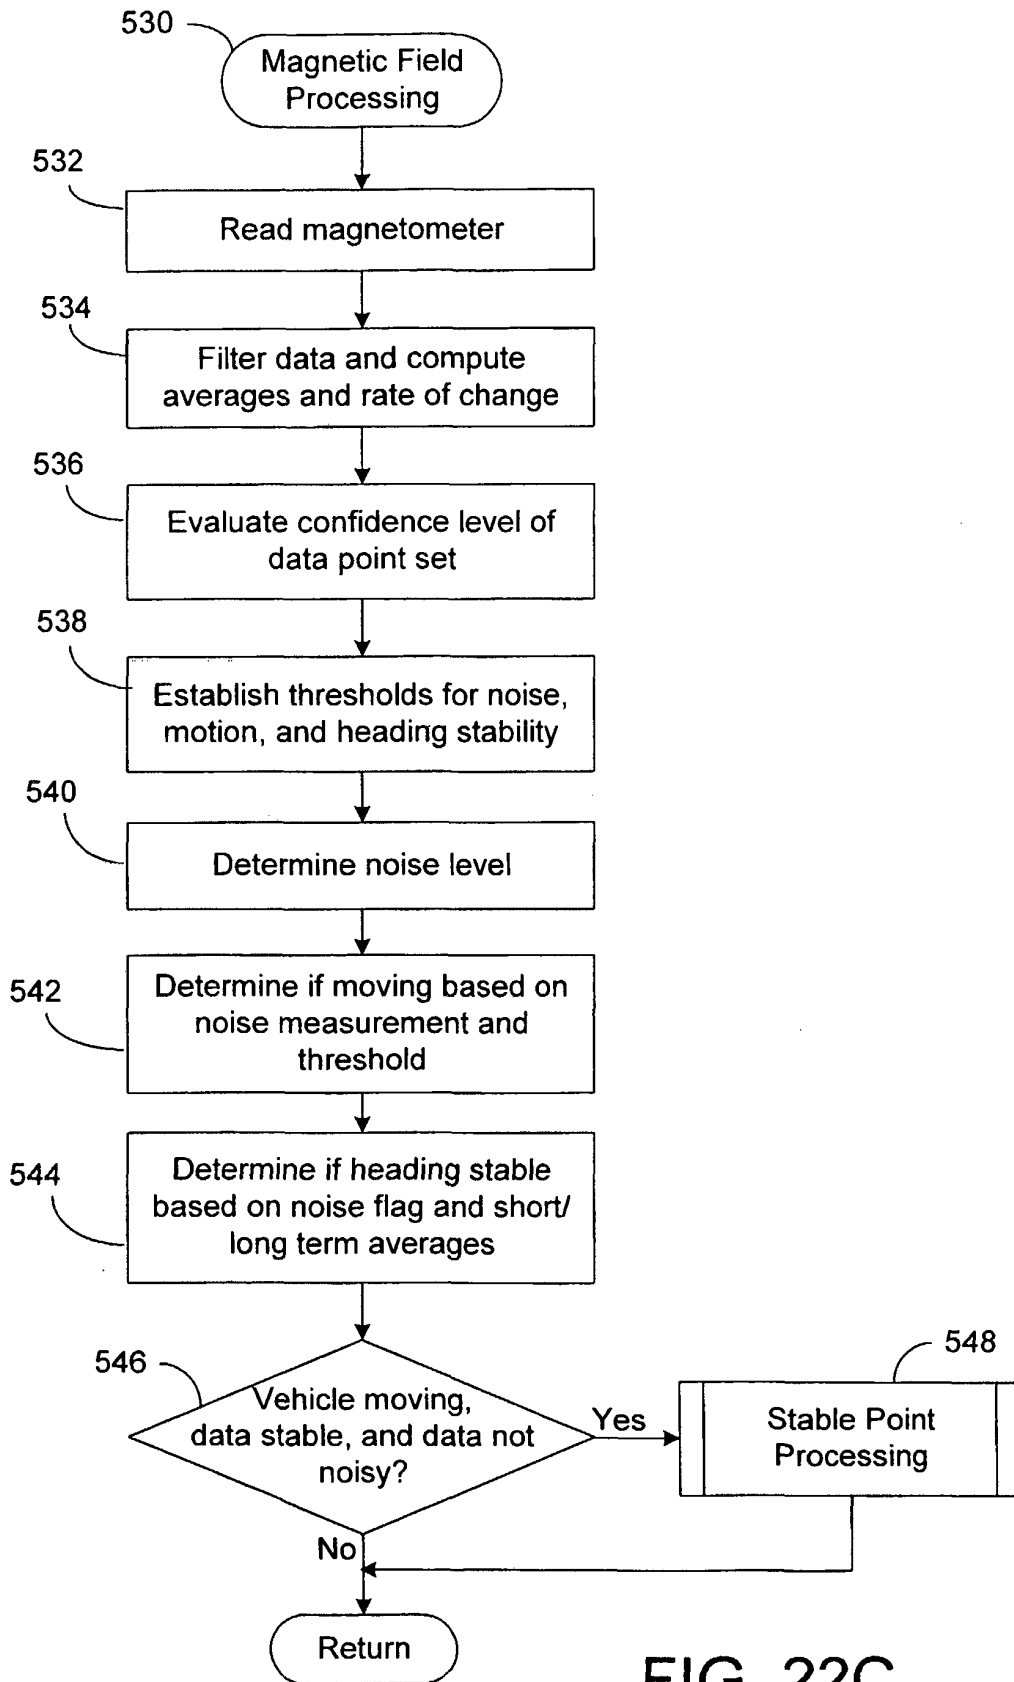 530
Magnetic Field
Processing
532
Read magnetometer
534
Filter data and compute
averages and rate of change
536
Evaluate confidence level of
data point set
538
Establish thresholds for noise,
motion, and heading stability
540
Determine noise level
542
Determine if moving based on
noise measurement and
threshold
544
Determine if heading stable
based on noise flag and short/
long term averages
546
Vehicle moving,
data stable, and data not
noisy?
Yes
548
Stable Point
Processing
No
Return
FIG. 22C